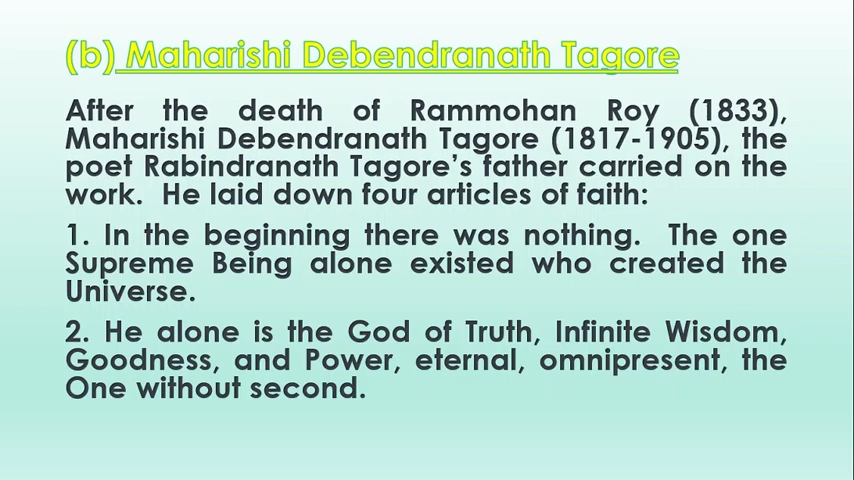 (b) Maharishi Debendranath Tagore
After the death of Rammohan Roy (1833),
Maharishi Debendranath Tagore (1817-1905), the
poet Rabindranath Tagore’s father carried on the
work.  He laid down four articles of faith:
1. In the beginning there was nothing.  The one
Supreme Being alone existed who created the
Universe.
2. He alone is the God of Truth, Infinite Wisdom,
Goodness, and Power, eternal, omnipresent, the
One without second.